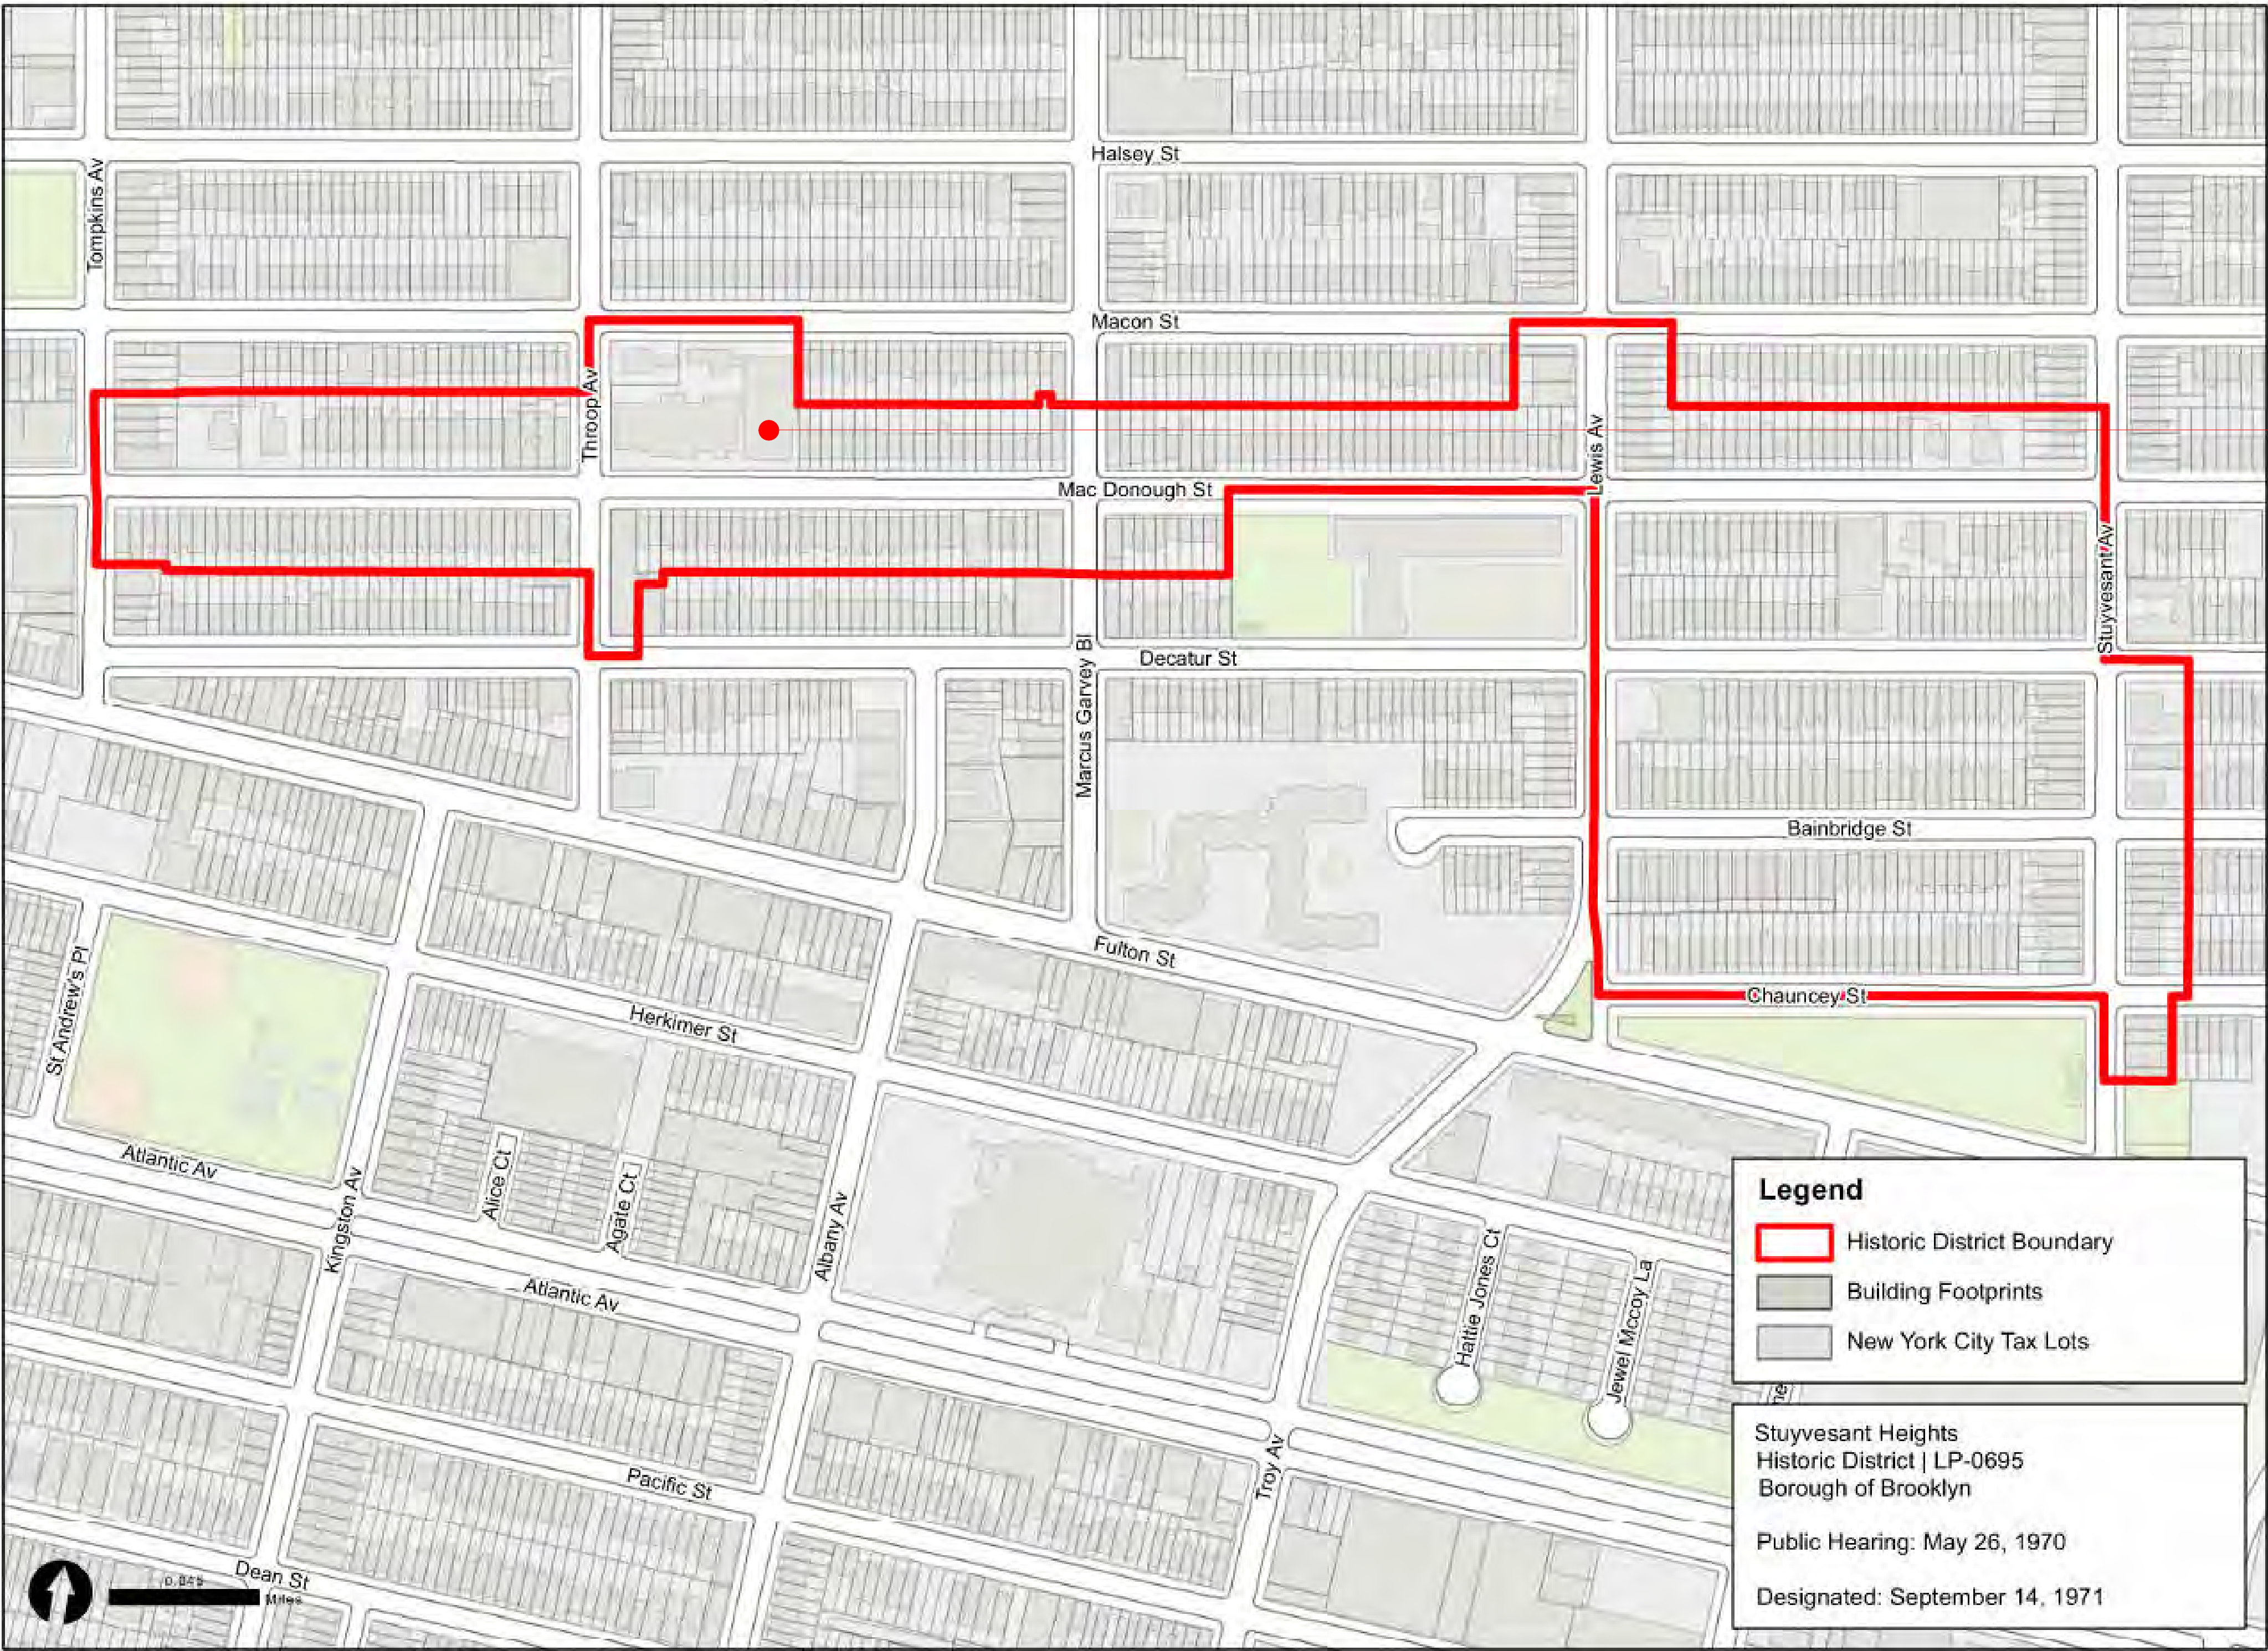 Halsey St
Tompkins Av
Macon St
Throop Av
Lewis Av
Mac Donough St
Stuyvesant Av
Marcus Garvey Bl
Decatur St
Bainbridge St
Fulton St
Chauncey St
St Andrew's Pl
Herkimer St
Atlantic Av
Kingston Av
Alice Ct
Agate Ct
Albany Av
Atlantic Av
Hattie Jones Ct
Jewel Mccoy La
Troy Av
Pacific St
Dean St
Miles
Legend
Historic District Boundary
Building Footprints
New York City Tax Lots
Stuyvesant Heights
Historic District | LP-0695
Borough of Brooklyn
Public Hearing: May 26, 1970
Designated: September 14, 1971